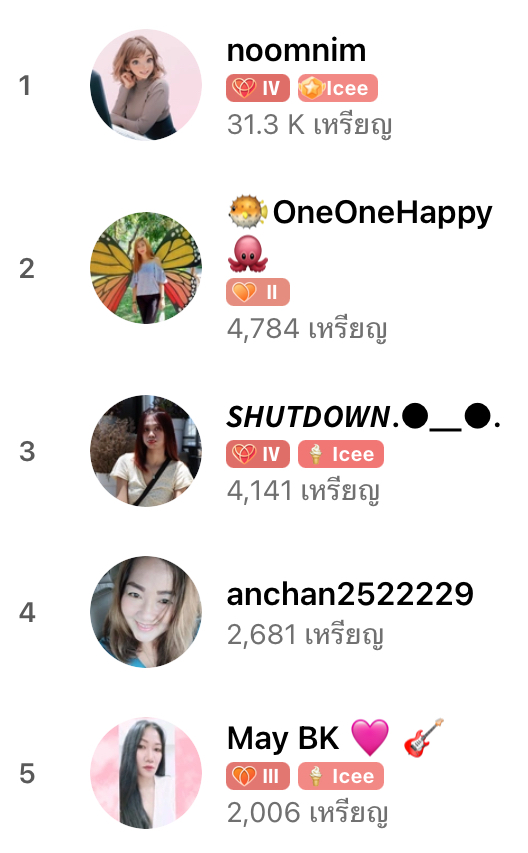 1
noomnim
IV Icee
31.3 K เหรียญ
2
🐡OneOneHappy
🐙
II
4,784 เหรียญ
3
SHUTDOWN.●__●.
IV Icee
4,141 เหรียญ
4
anchan2522229
2,681 เหรียญ
5
May BK 🩷 🎸
III Icee
2,006 เหรียญ